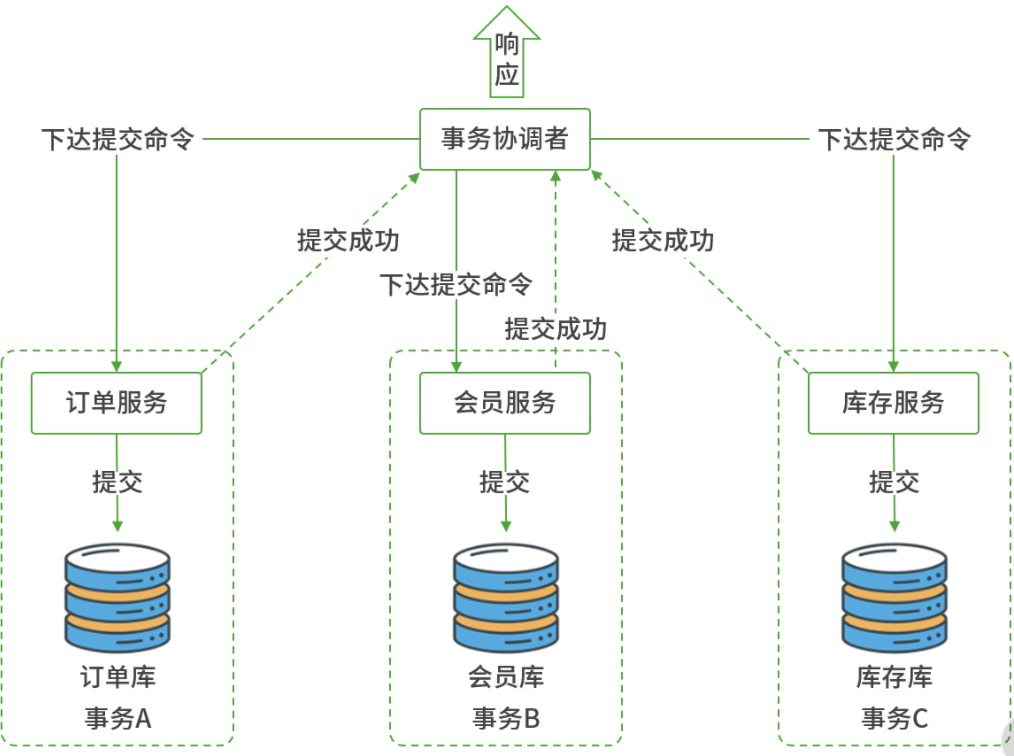 响
应
事务协调者
下达提交命令
下达提交命令
提交成功
提交成功
下达提交命令
提交成功
订单服务
会员服务
库存服务
提交
提交
提交
订单库
会员库
库存库
事务A
事务B
事务C